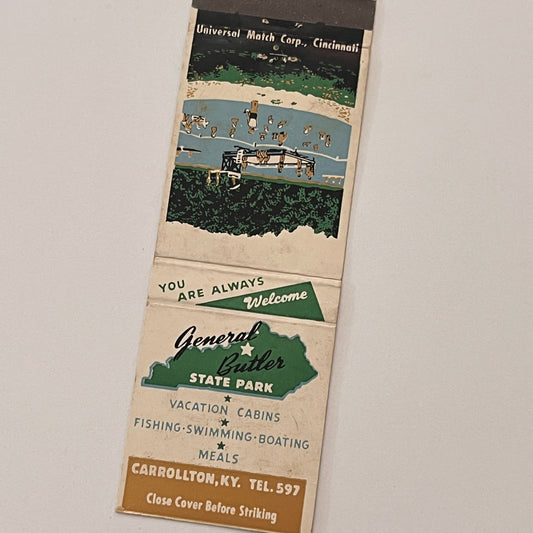 Universal Match Corp., Cincinnati
YOU
ARE ALWAYS
Welcome
General
Butler
STATE PARK
VACATION CABINS
FISHING·SWIMMING·BOATING
MEALS
CARROLLTON, KY. TEL. 597
Close Cover Before Striking